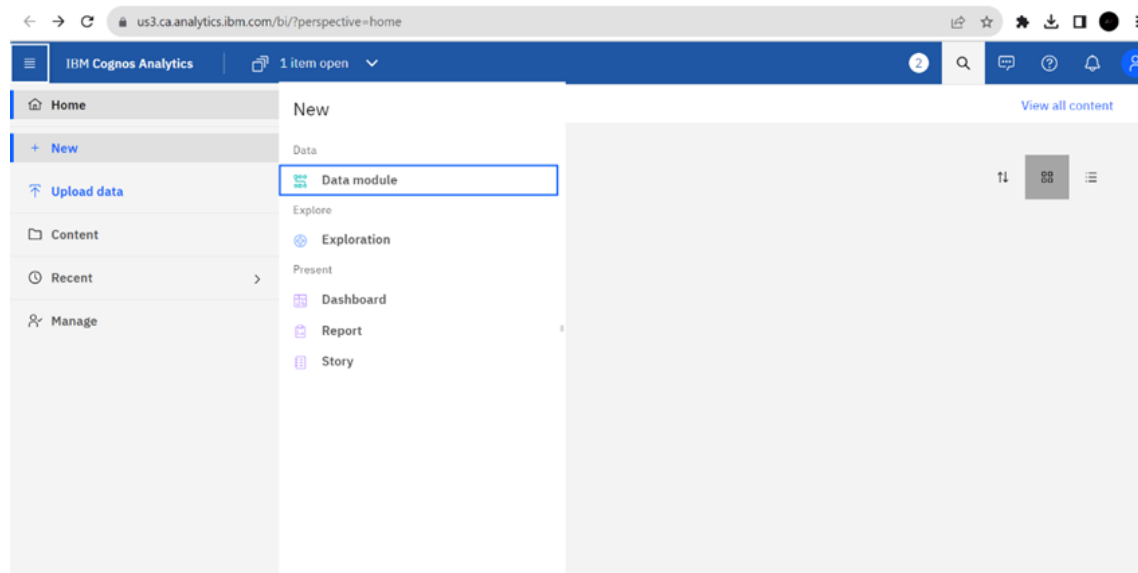 us3.ca.analytics.ibm.com/bi/?perspective=home
IBM Cognos Analytics
1 item open
2
Home
New
View all content
+ New
Data
Upload data
Data module
Explore
Content
Exploration
Recent
Present
Dashboard
Manage
Report
Story